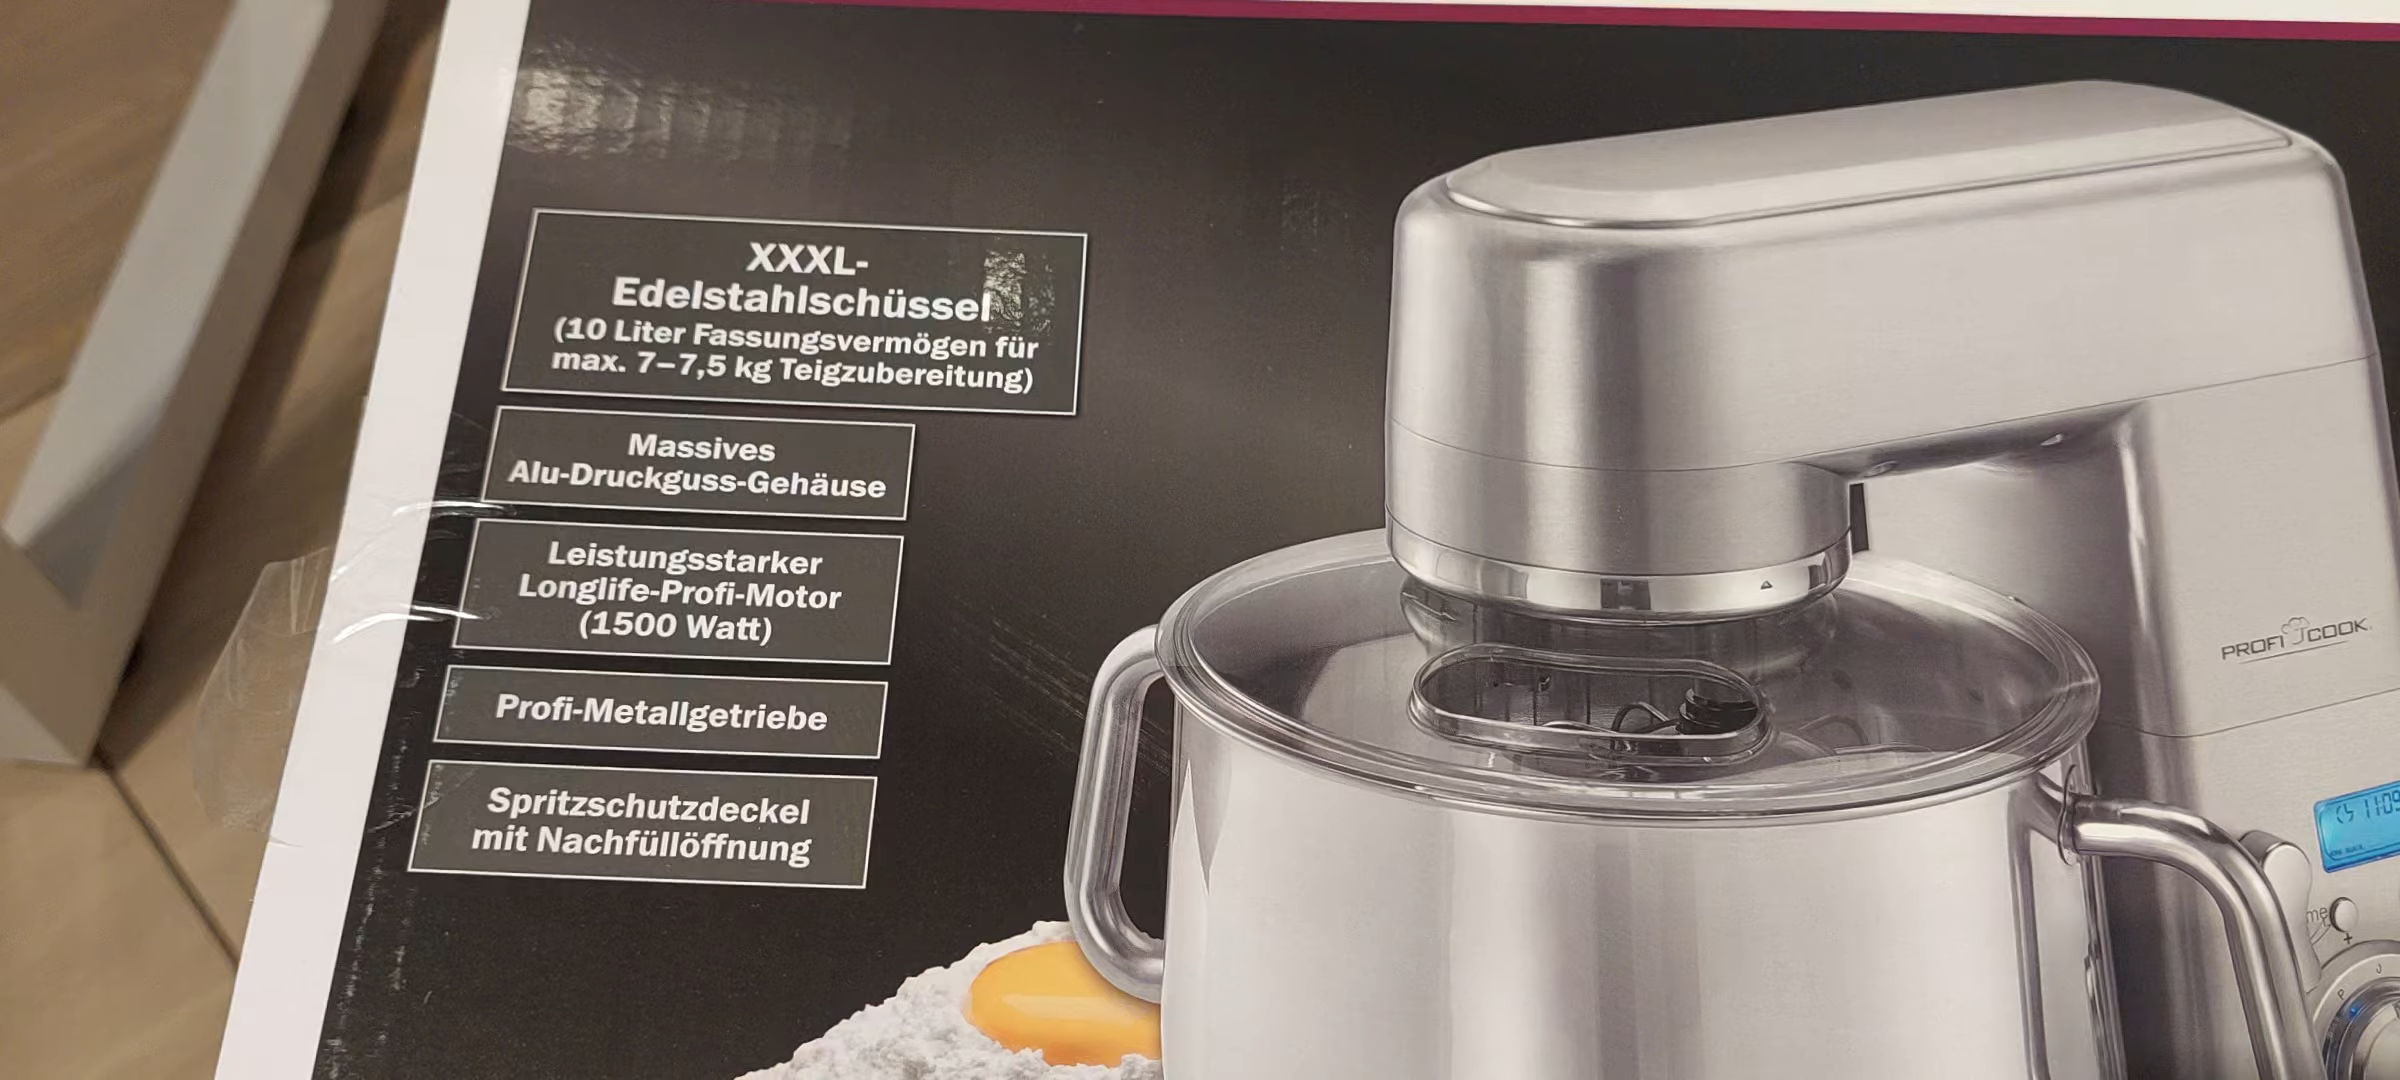 XXXL-
Edelstahlschüssel
(10 Liter Fassungsvermögen für
max. 7–7,5 kg Teigzubereitung)
Massives
Alu-Druckguss-Gehäuse
Leistungsstarker
Longlife-Profi-Motor
(1500 Watt)
Profi-Metallgetriebe
Spritzschutzdeckel
mit Nachfüllöffnung
PROFI COOK